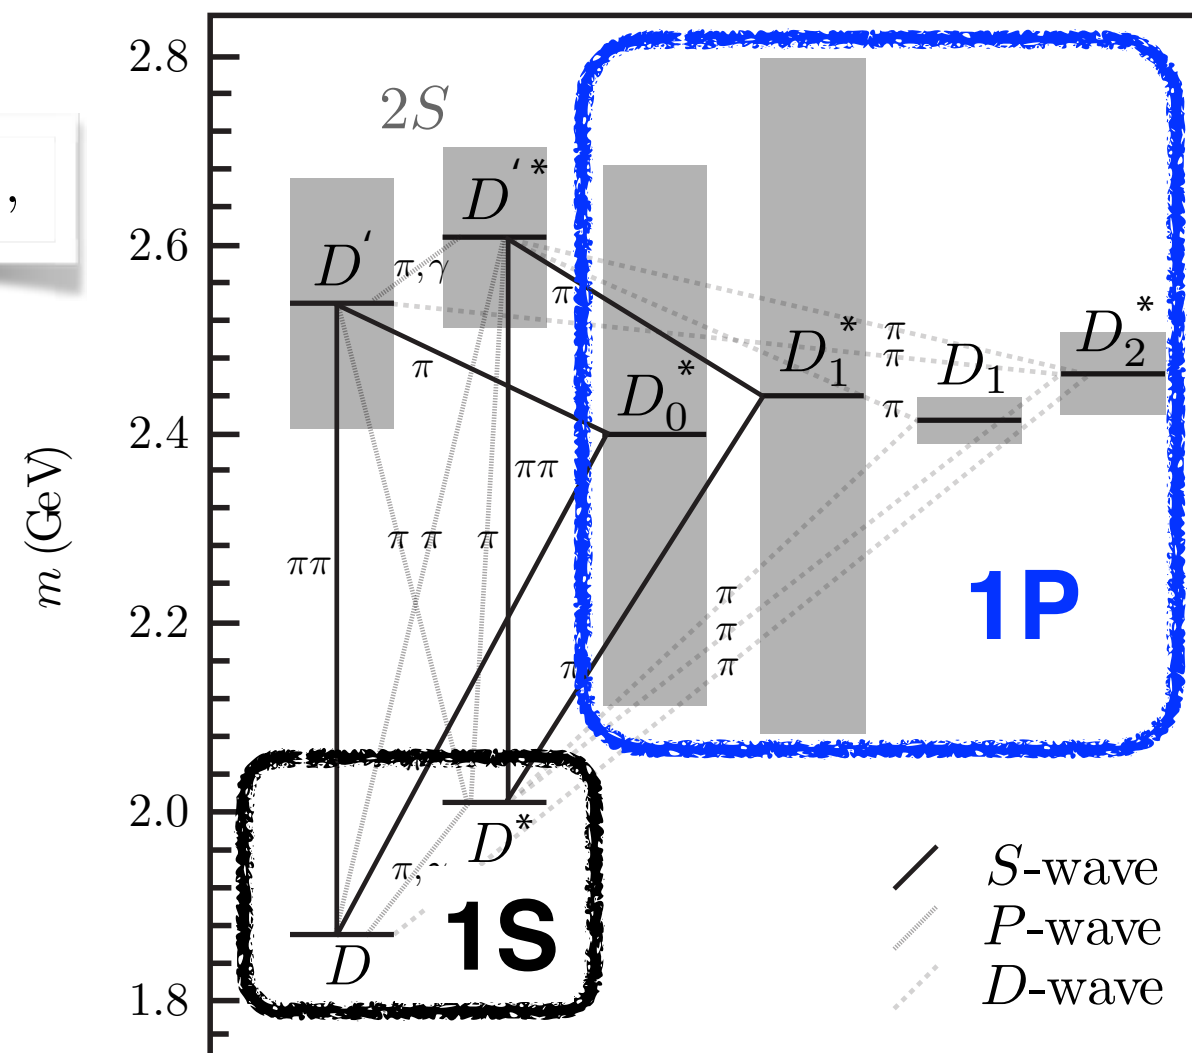 2.8
2S
,
D'*
2.6
D'
π,γ
π
D1*
π
π
D2*
D1
π
D0*
π
2.4
ππ
m (GeV)
π π π
ππ
π
2.2
π
1P
π
π
2.0
D*
S-wave
π,
1S
P-wave
D
D-wave
1.8